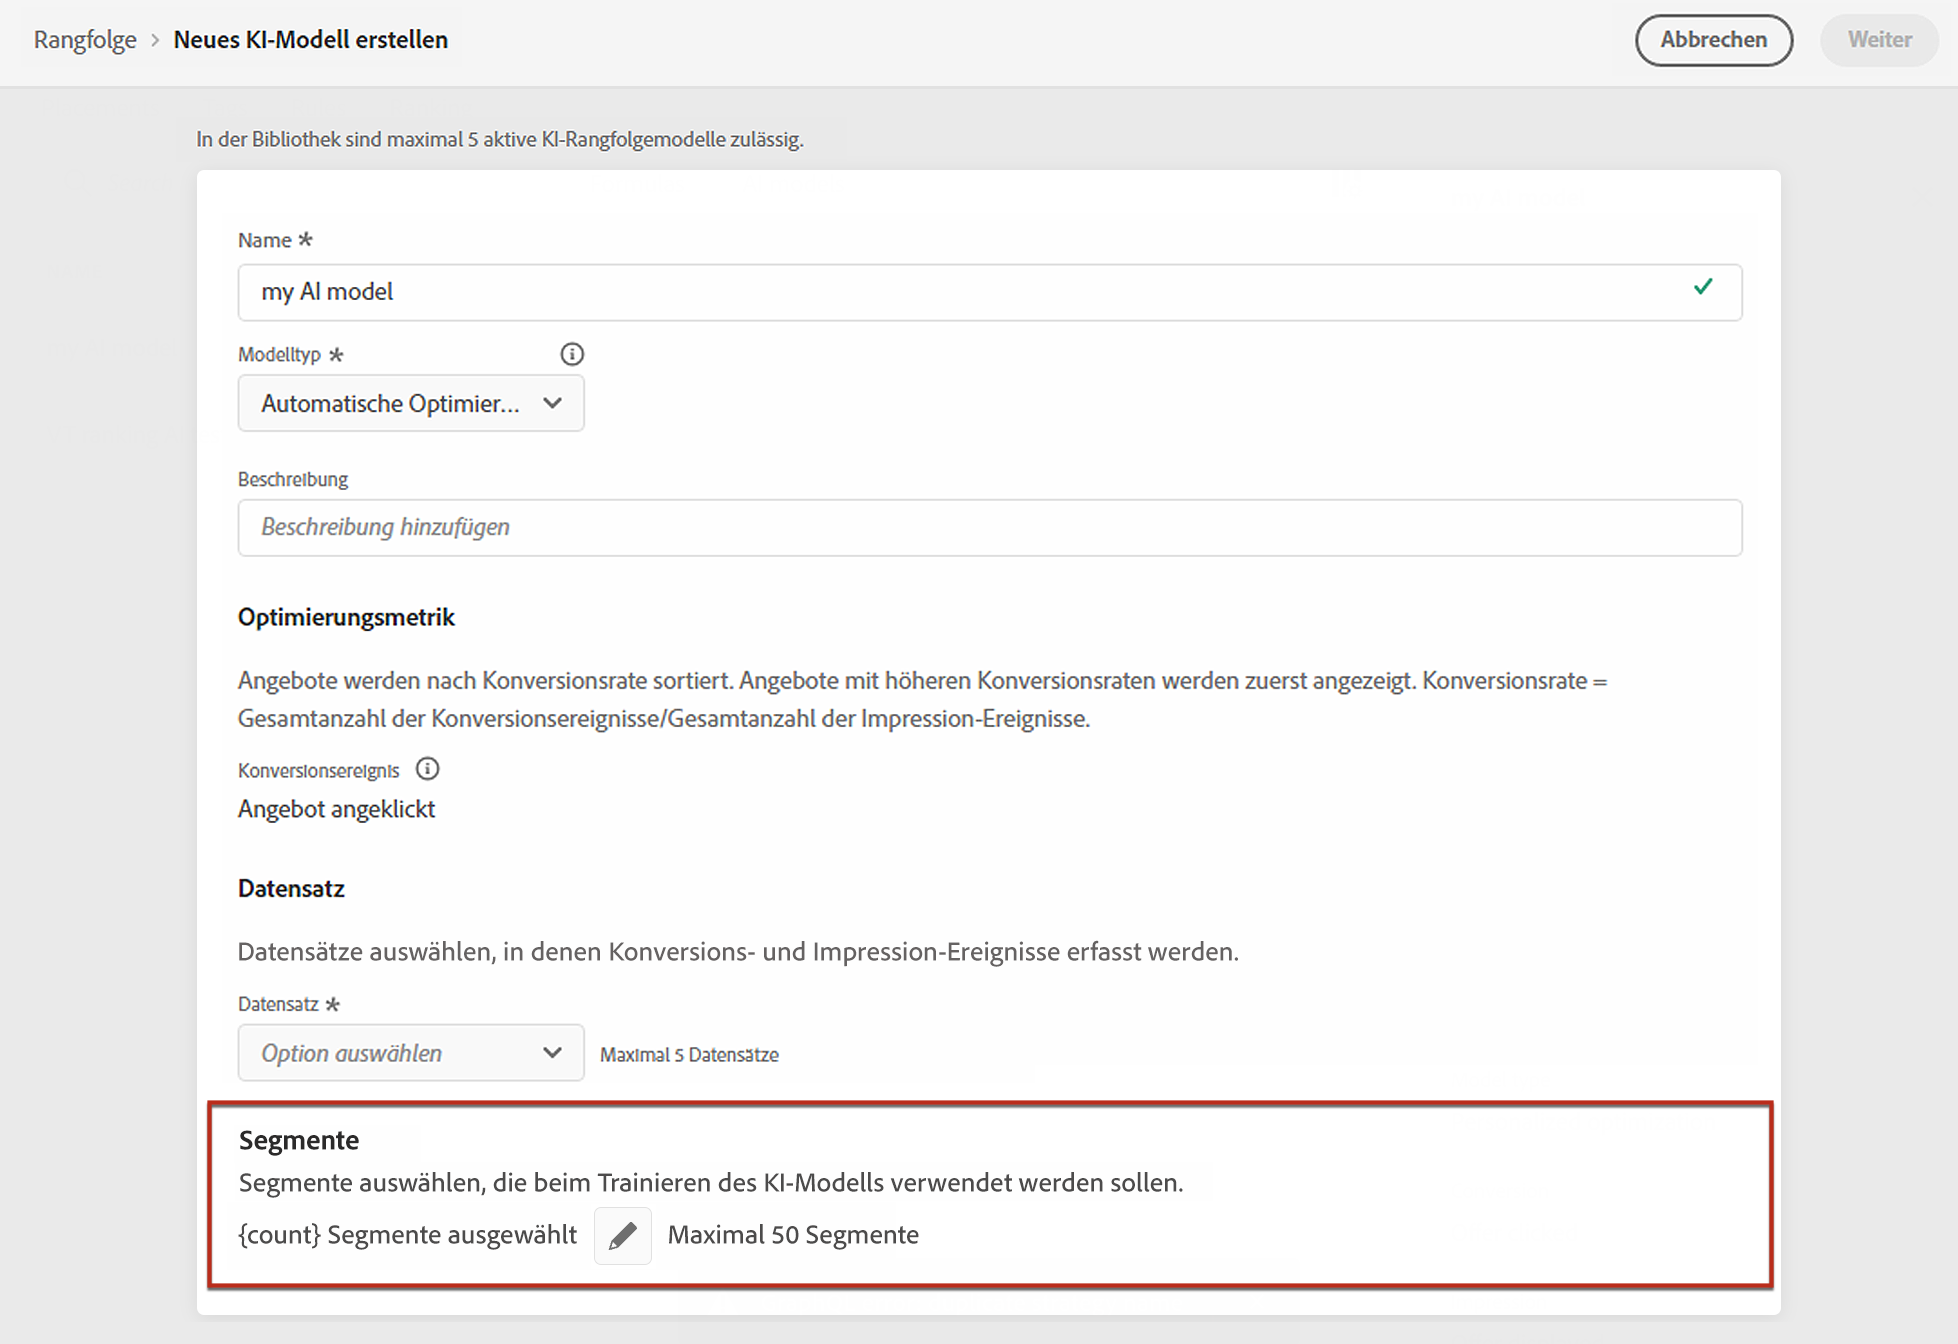 Rangfolge > Neues KI-Modell erstellen
Abbrechen
Weiter
In der Bibliothek sind maximal 5 aktive KI-Rangfolgemodelle zulässig.
Name *
my AI model
Modelltyp *
Automatische Optimier...
Beschreibung
Beschreibung hinzufügen
Optimierungsmetrik
Angebote werden nach Konversionsrate sortiert. Angebote mit höheren Konversionsraten werden zuerst angezeigt. Konversionsrate =
Gesamtanzahl der Konversionsereignisse/Gesamtanzahl der Impression-Ereignisse.
Konversionsereignis
Angebot angeklickt
Datensatz
Datensätze auswählen, in denen Konversions- und Impression-Ereignisse erfasst werden.
Datensatz *
Option auswählen
Maximal 5 Datensätze
Segmente
Segmente auswählen, die beim Trainieren des KI-Modells verwendet werden sollen.
{count} Segmente ausgewählt
Maximal 50 Segmente